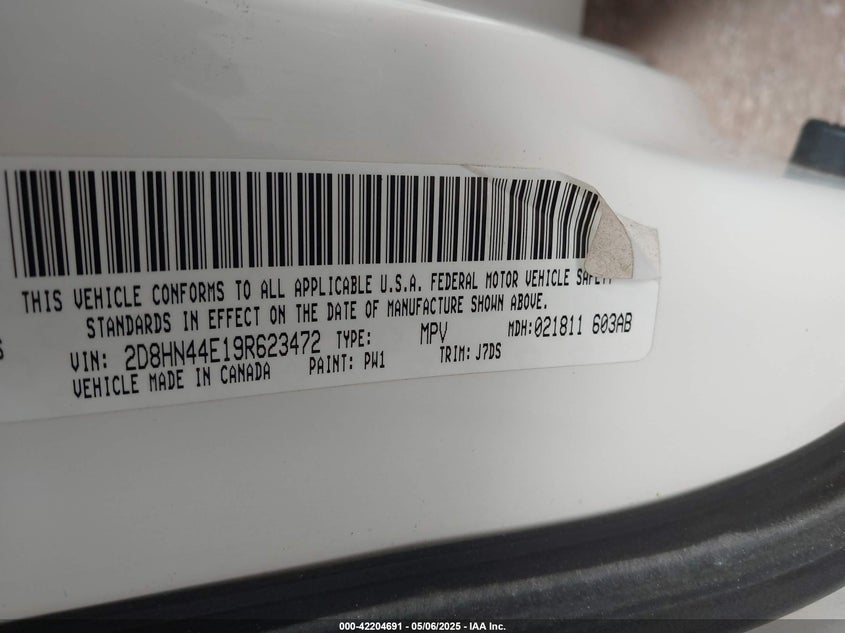 THIS VEHICLE CONFORMS TO ALL APPLICABLE U.S.A. FEDERAL MOTOR VEHICLE SAFETY
STANDARDS IN EFFECT ON THE DATE OF MANUFACTURE SHOWN ABOVE.
VIN: 2D8HN44E19R623472 TYPE: MPV MDH:021811 603AB
VEHICLE MADE IN CANADA PAINT: PW1 TRIM: J7DS
000-42204691 - 05/06/2025 - IAA Inc.